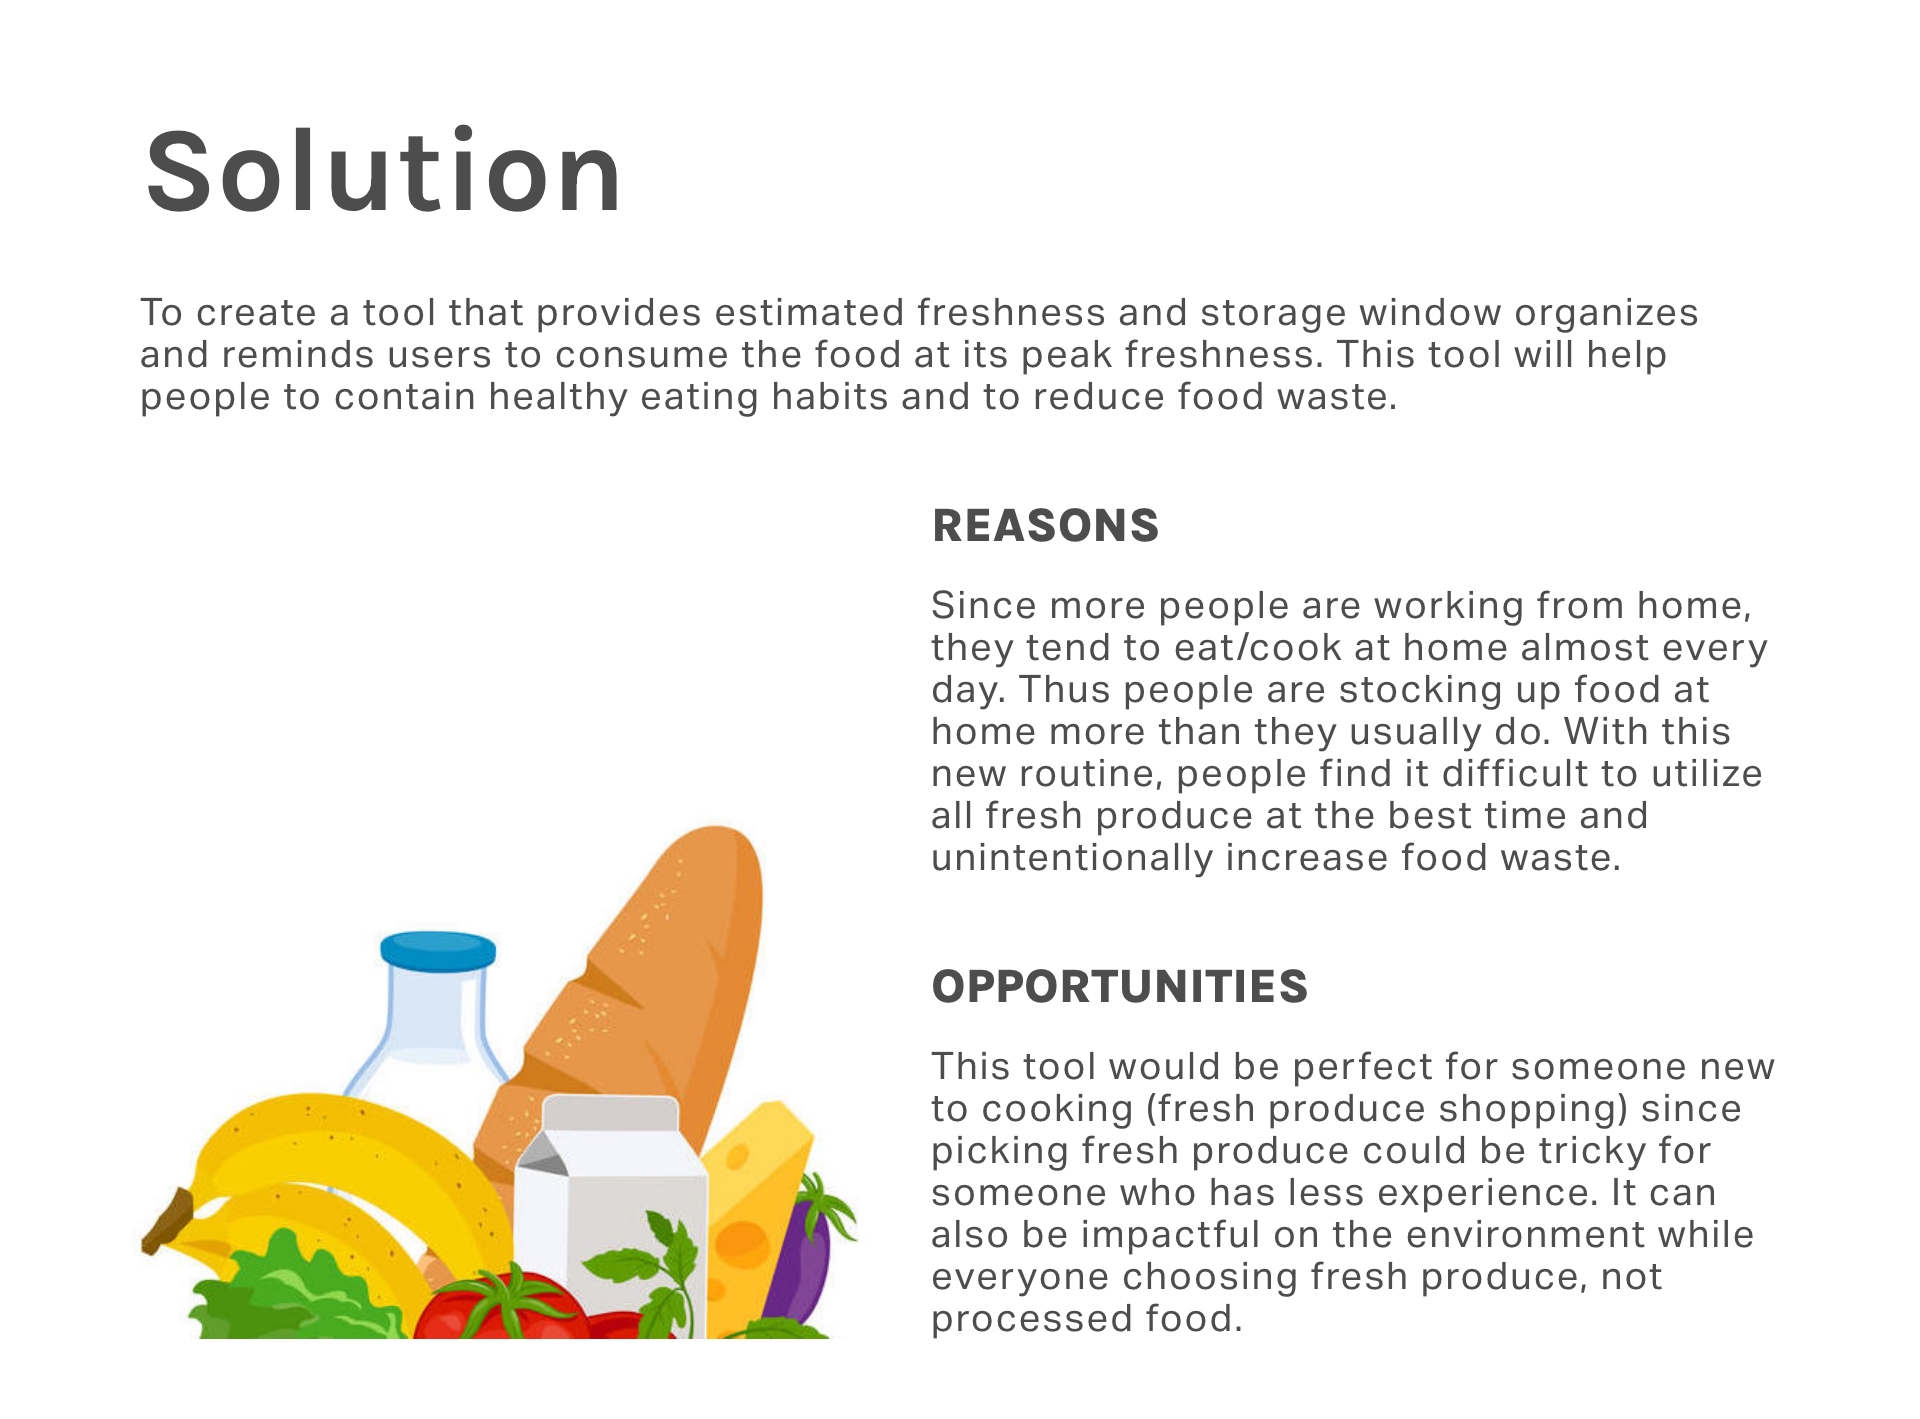 Solution
To create a tool that provides estimated freshness and storage window organizes
and reminds users to consume the food at its peak freshness. This tool will help
people to contain healthy eating habits and to reduce food waste.
REASONS
Since more people are working from home,
they tend to eat/cook at home almost every
day. Thus people are stocking up food at
home more than they usually do. With this
new routine, people find it difficult to utilize
all fresh produce at the best time and
unintentionally increase food waste.
OPPORTUNITIES
This tool would be perfect for someone new
to cooking (fresh produce shopping) since
picking fresh produce could be tricky for
someone who has less experience. It can
also be impactful on the environment while
everyone choosing fresh produce, not
processed food.